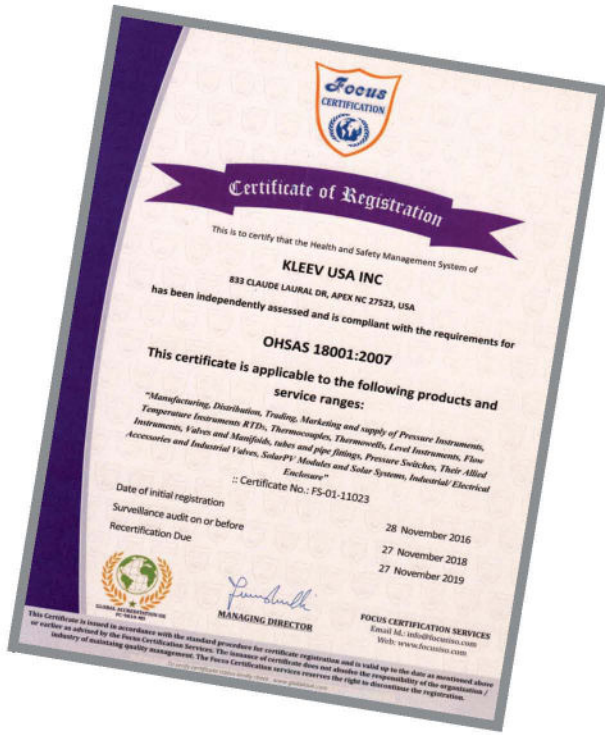 Focus
CERTIFICATION
Certificate of Registration
This is to certify that the Health and Safety Management System of
KLEEV USA INC
833 CLAUDE LAURAL DR, APEX NC 27523, USA
has been independently assessed and is compliant with the requirements for
OHSAS 18001:2007
This certificate is applicable to the following products and
service ranges:
"Manufacturing, Distribution, Trading, Marketing and supply of Pressure Instruments,
Temperature Instruments RTDs, Thermocouples, Thermowells, Level Instruments, Flow
Instruments, Valves and Manifolds, tubes and pipe fittings, Pressure Switches, Their Allied
Accessories and Industrial Valves, SolarPV Modules and Solar Systems, Industrial/ Electrical
Enclosure"
:: Certificate No.: FS-01-11023
Date of initial registration 28 November 2016
Surveillance audit on or before 27 November 2018
Recertification Due 27 November 2019
MANAGING DIRECTOR
FOCUS CERTIFICATION SERVICES
Email Id.: info@focusiso.com
Web: www.focusiso.com
This Certificate is issued in accordance with the standard procedure for certificate registration and is valid up to the date as mentioned above
or earlier as advised by the Focus Certification Services. The issuance of certificate does not absolve the responsibility of the organisation /
industry of maintaing quality management. The Focus Certification services reserves the right to discontinue the registration.